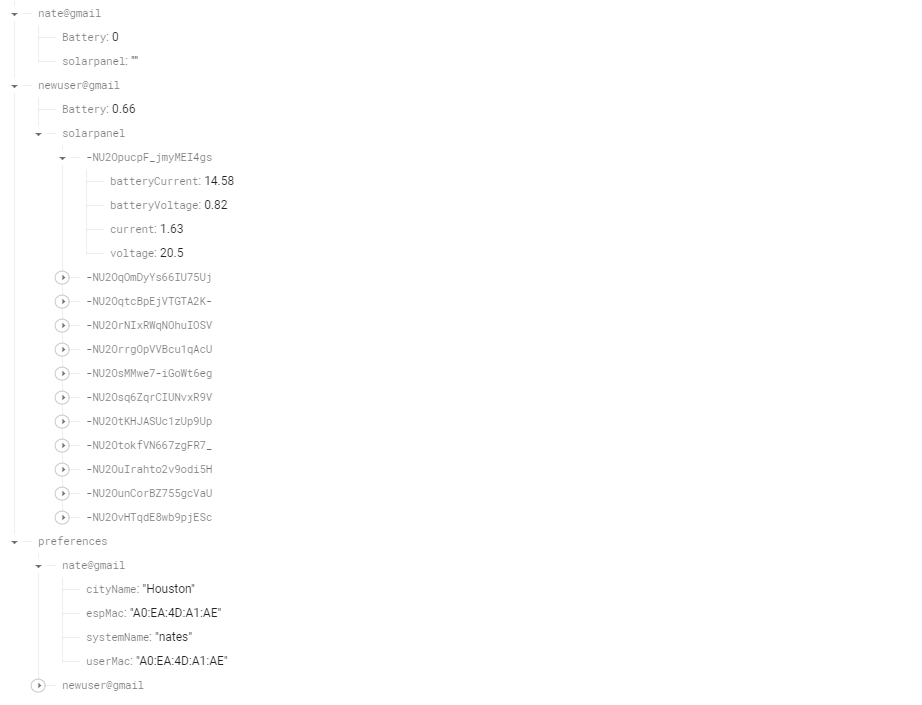 nate@gmail
Battery: 0
solarpanel: ""
newuser@gmail
Battery: 0.66
solarpanel
-NU2OpucpF_jmyMEI4gs
batteryCurrent: 14.58
batteryVoltage: 0.82
current: 1.63
voltage: 20.5
-NU2OqOmDyYs66IU75Uj
-NU2OqtcBpEjVTGTA2K-
-NU2OrNIxRWqNOhuIOSV
-NU2OrrgOpVVBcu1qAcU
-NU2OsMMwe7-iGoWt6eg
-NU2Osq6ZqrCIUNvxR9V
-NU2OtKHJASUc1zUp9Up
-NU2OtokfVN667zgFR7_
-NU2OuIrahto2v9odi5H
-NU2OunCorBZ755gcVaU
-NU2OvHTqdE8wb9pjESc
preferences
nate@gmail
cityName: "Houston"
espMac: "A0:EA:4D:A1:AE"
systemName: "nates"
userMac: "A0:EA:4D:A1:AE"
newuser@gmail